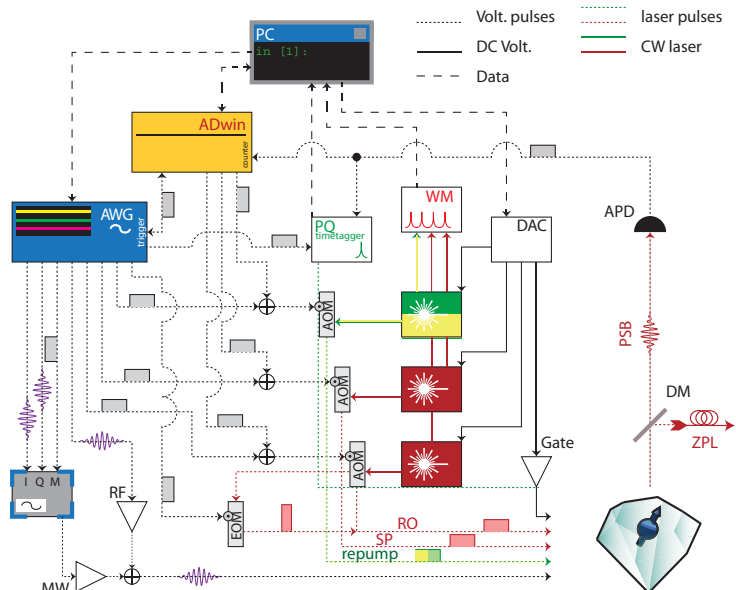 PC
in [1]:
Volt. pulses
laser pulses
DC Volt.
CW laser
Data
ADwin
counter
AWG
trigger
PQ
timetagger
WM
DAC
APD
AOM
PSB
AOM
DM
ZPL
AOM
Gate
I Q M
RF
EOM
RO
SP
repump
MW